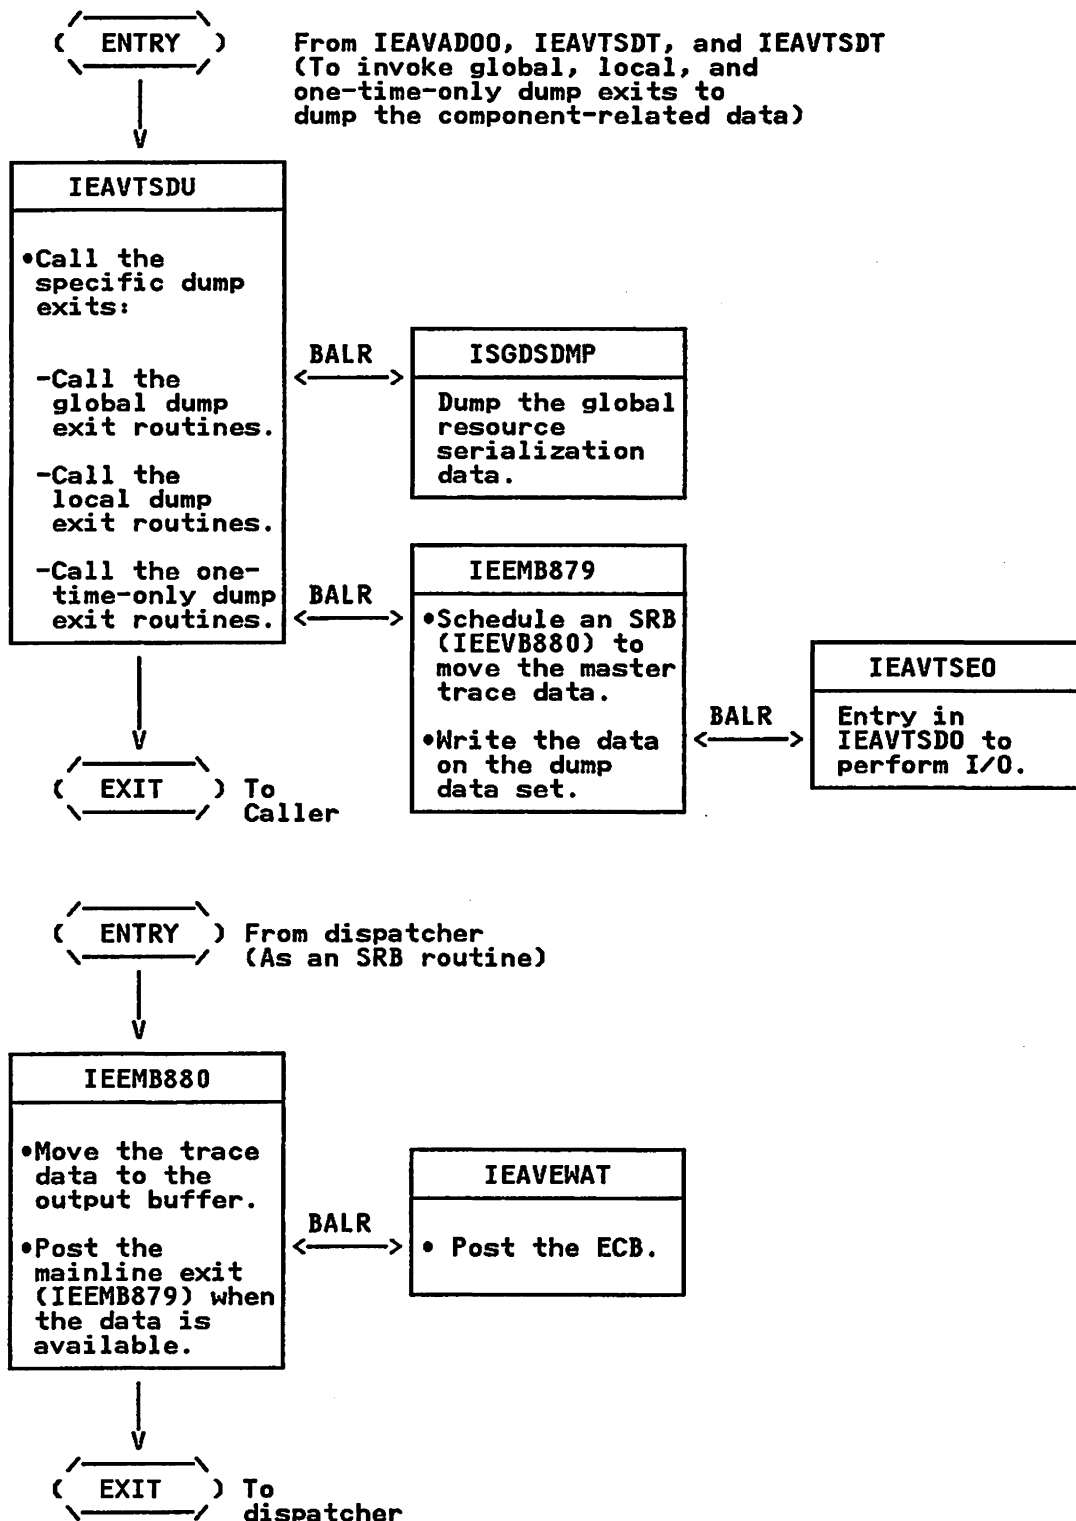 ENTRY
From IEAVAD00, IEAVTSDT, and IEAVTSDT
(To invoke global, local, and
one-time-only dump exits to
dump the component-related data)
IEAVTSDU
•Call the
specific dump
exits:
-Call the
global dump
exit routines.
-Call the
local dump
exit routines.
-Call the one-
time-only dump
exit routines.
BALR
ISGDSDMP
Dump the global
resource
serialization
data.
BALR
IEEMB879
•Schedule an SRB
(IEEVB880) to
move the master
trace data.
•Write the data
on the dump
data set.
BALR
IEAVTSEO
Entry in
IEAVTSDO to
perform I/O.
EXIT
To
Caller
ENTRY
From dispatcher
(As an SRB routine)
IEEMB880
•Move the trace
data to the
output buffer.
•Post the
mainline exit
(IEEMB879) when
the data is
available.
BALR
IEAVEWAT
• Post the ECB.
EXIT
To
dispatcher